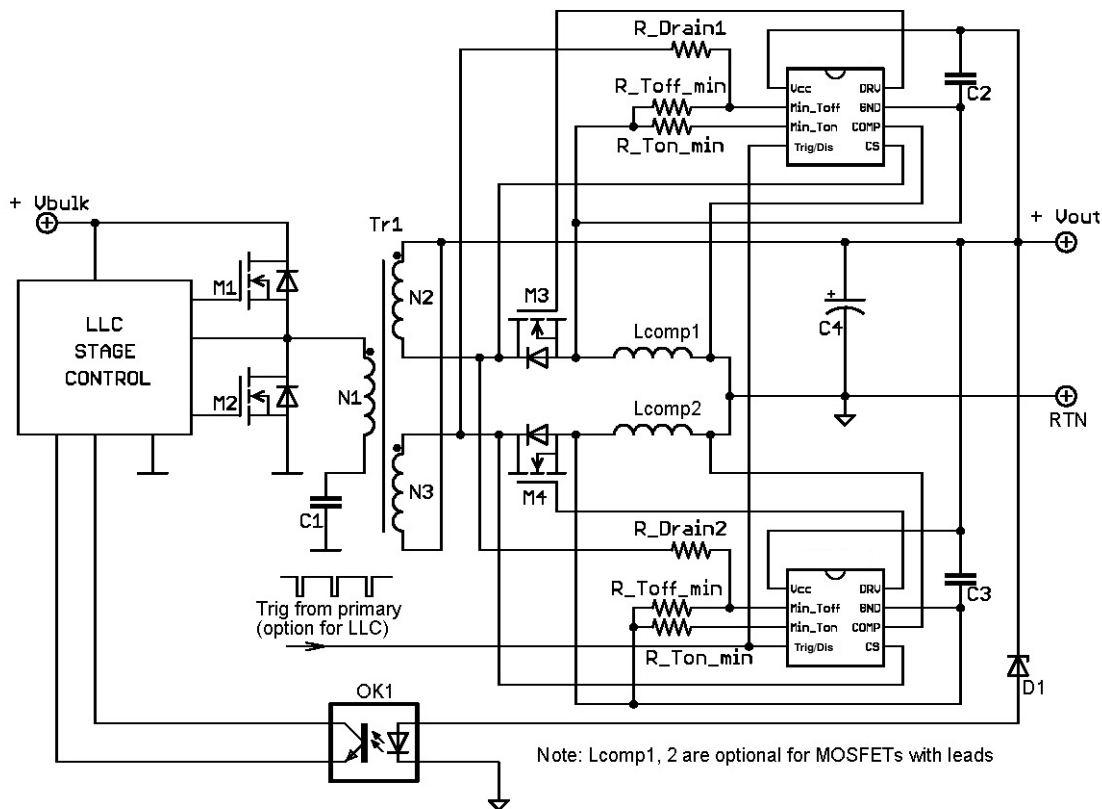 R_Drain1
R_Toff_min
R_Ton_min
Vcc
DRV
Min_Toff
GND
Min_Ton
COMP
Trig/Dis
CS
C2
+ Vbulk
Tr1
+ Vout
M1
N2
M3
LLC
STAGE
CONTROL
Lcomp1
C4
M2
N1
Lcomp2
RTN
C1
N3
M4
R_Drain2
Trig from primary
(option for LLC)
R_Toff_min
R_Ton_min
Vcc
DRV
Min_Toff
GND
Min_Ton
COMP
Trig/Dis
CS
C3
D1
OK1
Note: Lcomp1, 2 are optional for MOSFETs with leads
+